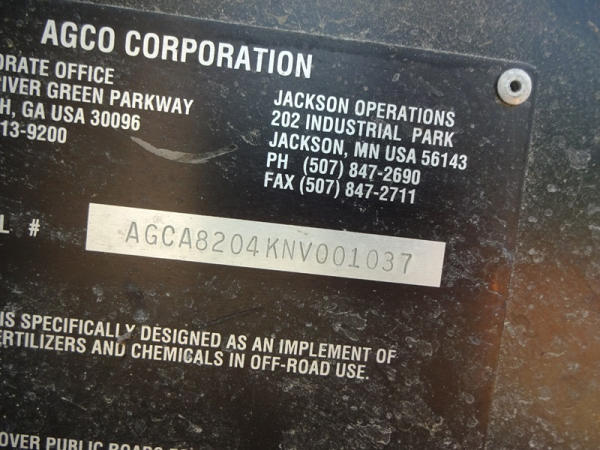 AGCO CORPORATION
ORATE OFFICE
IVER GREEN PARKWAY
H, GA USA 30096
13-9200
JACKSON OPERATIONS
202 INDUSTRIAL PARK
JACKSON, MN USA 56143
PH (507) 847-2690
FAX (507) 847-2711
L # AGCA8204KNV001037
IS SPECIFICALLY DESIGNED AS AN IMPLEMENT OF
ERTILIZERS AND CHEMICALS IN OFF-ROAD USE.
OVER PUBLIC ROADS